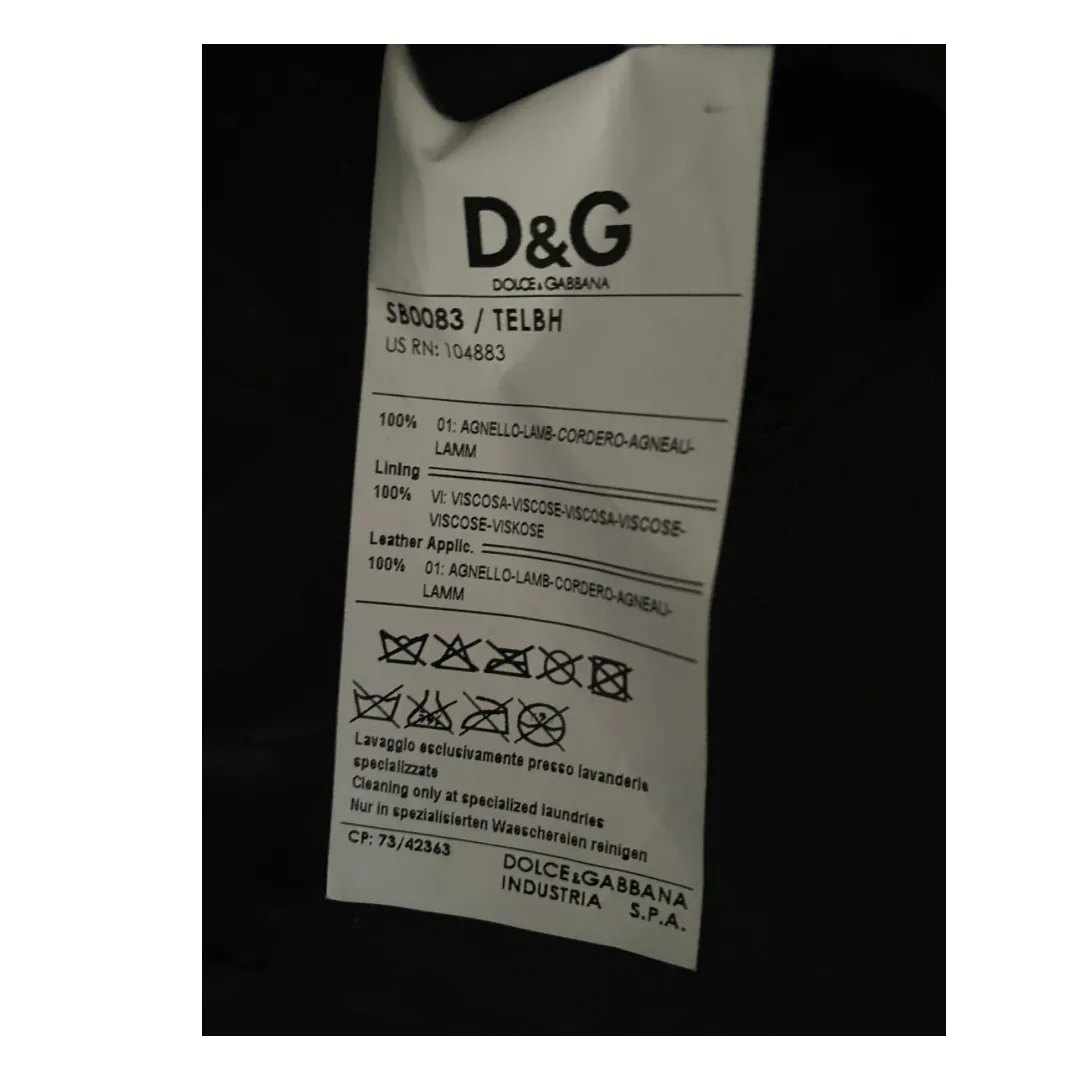 D&G
DOLCE&GABBANA
SB0083 / TELBH
US RN: 104883
100% 01: AGNELLO-LAMB-CORDERO-AGNEAU-
LAMM
Lining
100% VI: VISCOSA-VISCOSE-VISCOSA-VISCOSE-
VISCOSE-VISKOSE
Leather Applic.
100% 01: AGNELLO-LAMB-CORDERO-AGNEAU-
LAMM
Lavaggio esclusivamente presso lavanderie
specializzate
Cleaning only at specialized laundries
Nur in spezialisierten Waeschereien reinigen
CP: 73/42363
DOLCE&GABBANA
INDUSTRIA S.P.A.